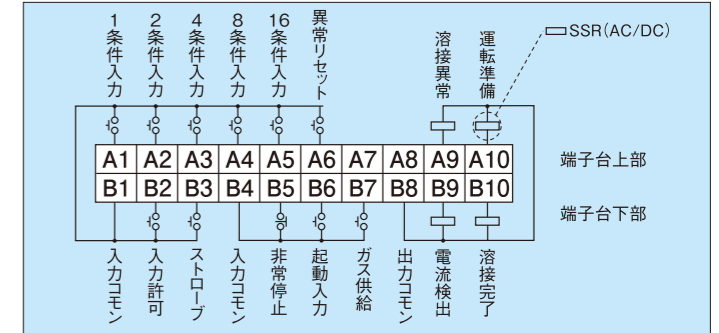 1条件入力
2条件入力
4条件入力
8条件入力
16条件入力
異常リセット
溶接異常
運転準備
SSR(AC/DC)
A1 A2 A3 A4 A5 A6 A7 A8 A9 A10
端子台上部
B1 B2 B3 B4 B5 B6 B7 B8 B9 B10
端子台下部
入力コモン
入力許可
ストローブ
入力コモン
非常停止
起動入力
ガス供給
出力コモン
電流検出
溶接完了